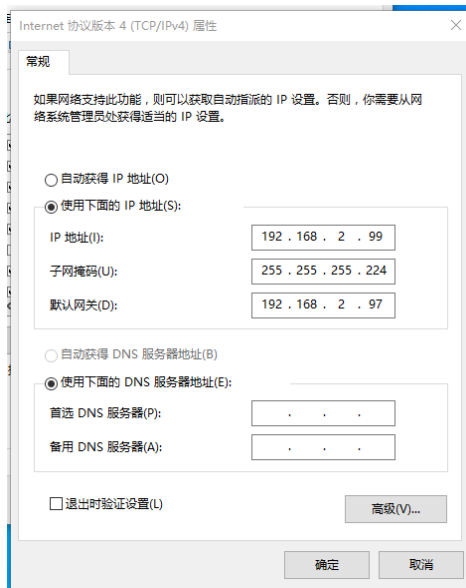 Internet 协议版本 4 (TCP/IPv4) 属性
常规
如果网络支持此功能，则可以获取自动指派的 IP 设置。否则，你需要从网
络系统管理员处获得适当的 IP 设置。
自动获得 IP 地址(O)
使用下面的 IP 地址(S):
IP 地址(I): 192 . 168 . 2 . 99
子网掩码(U): 255 . 255 . 255 . 224
默认网关(D): 192 . 168 . 2 . 97
自动获得 DNS 服务器地址(B)
使用下面的 DNS 服务器地址(E):
首选 DNS 服务器(P): . . .
备用 DNS 服务器(A): . . .
退出时验证设置(L)
高级(V)...
确定 取消